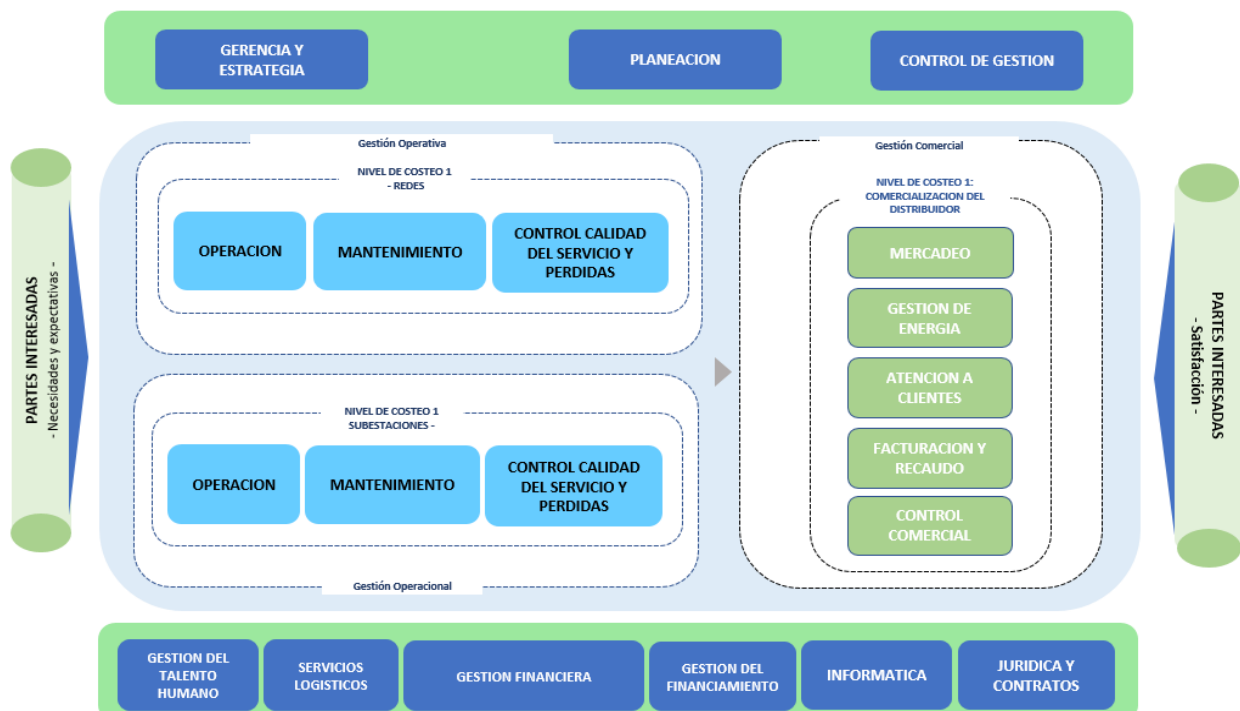 GERENCIA Y
ESTRATEGIA
PLANEACION
CONTROL DE GESTION
PARTES INTERESADAS
- Necesidades y expectativas -
Gestión Operativa
NIVEL DE COSTEO 1
- REDES
OPERACION
MANTENIMIENTO
CONTROL CALIDAD
DEL SERVICIO Y
PERDIDAS
NIVEL DE COSTEO 1
SUBESTACIONES -
OPERACION
MANTENIMIENTO
CONTROL CALIDAD
DEL SERVICIO Y
PERDIDAS
Gestión Operacional
Gestión Comercial
NIVEL DE COSTEO 1:
COMERCIALIZACION DEL
DISTRIBUIDOR
MERCADEO
GESTION DE
ENERGIA
ATENCION A
CLIENTES
FACTURACION Y
RECAUDO
CONTROL
COMERCIAL
PARTES INTERESADAS
- Satisfacción -
GESTION DEL
TALENTO
HUMANO
SERVICIOS
LOGISTICOS
GESTION FINANCIERA
GESTION DEL
FINANCIAMIENTO
INFORMATICA
JURIDICA Y
CONTRATOS